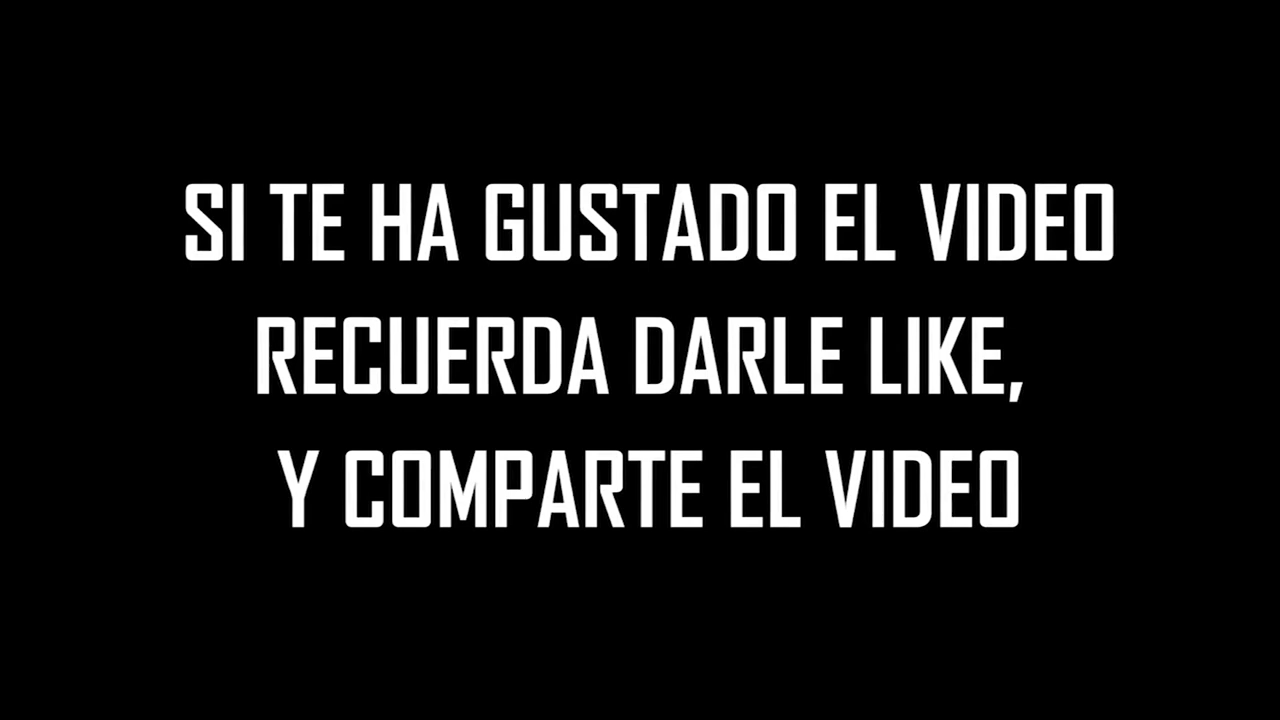 SI TE HA GUSTADO EL VIDEO
RECUERDA DARLE LIKE,
Y COMPARTE EL VIDEO